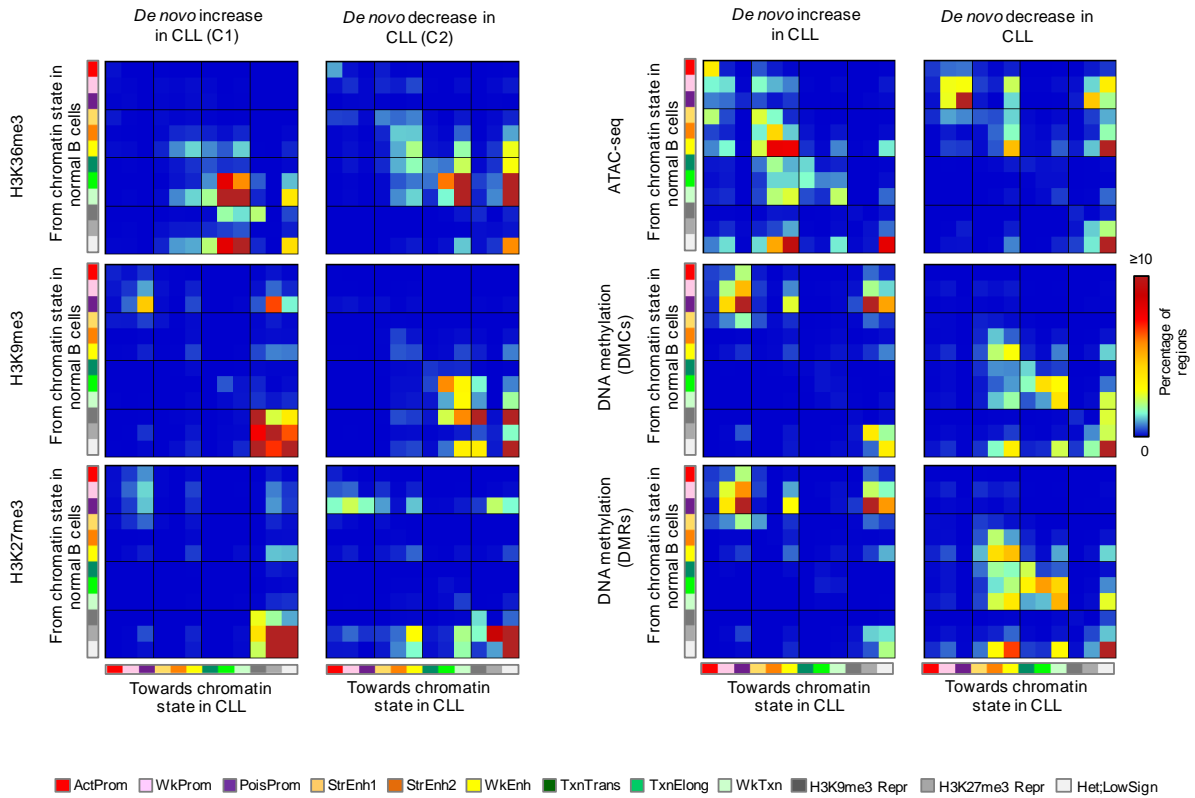 De novo increase
in CLL (C1)
De novo decrease in
CLL (C2)
De novo increase
in CLL
De novo decrease in
CLL
H3K36me3
From chromatin state in
normal B cells
ATAC-seq
From chromatin state in
normal B cells
H3K9me3
From chromatin state in
normal B cells
DNA methylation
(DMCs)
From chromatin state in
normal B cells
≥10
Percentage of
regions
0
H3K27me3
From chromatin state in
normal B cells
DNA methylation
(DMRs)
From chromatin state in
normal B cells
Towards chromatin
state in CLL
Towards chromatin
state in CLL
Towards chromatin
state in CLL
Towards chromatin
state in CLL
ActProm WkProm PoisProm StrEnh1 StrEnh2 WkEnh TxnTrans TxnElong WkTxn H3K9me3 Repr H3K27me3 Repr Het;LowSign